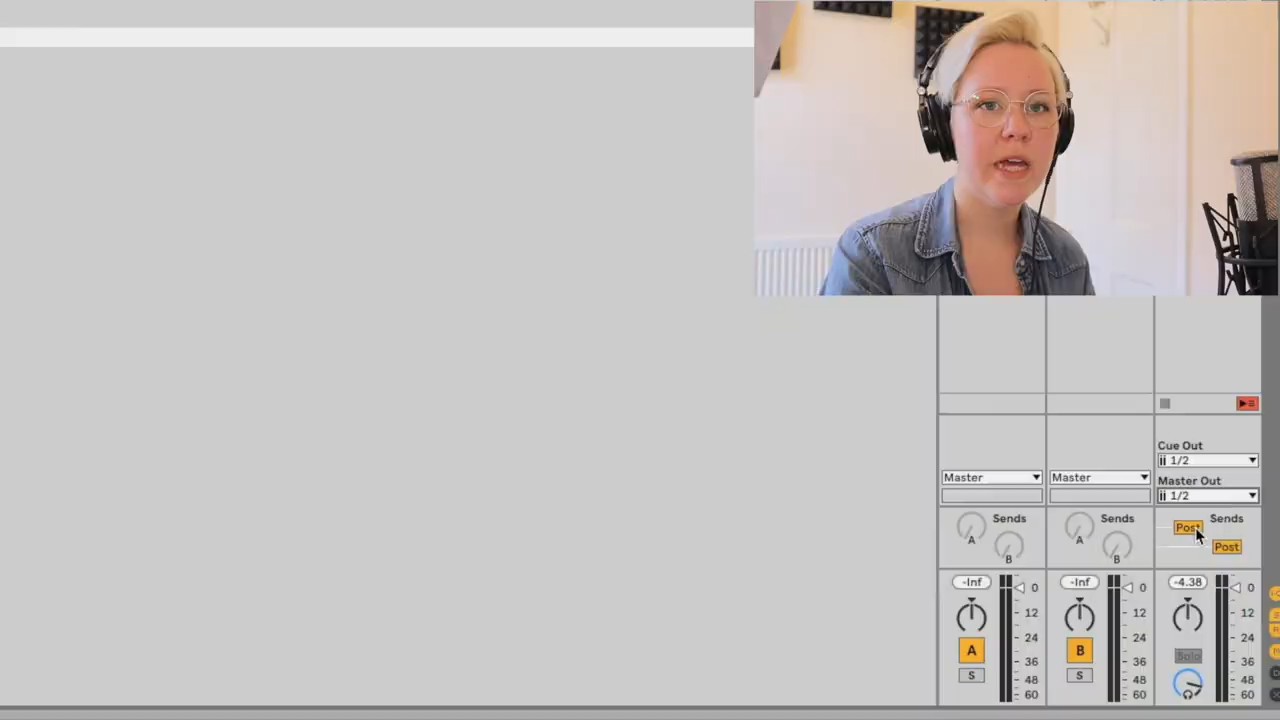 Cue Out
1/2
Master
Master
Master Out
1/2
Sends
A
B
Sends
A
B
Sends
Post
Post
-Inf
0
12
24
36
48
60
A
S
-Inf
0
12
24
36
48
60
B
S
-4.38
0
12
24
36
48
60
Solo